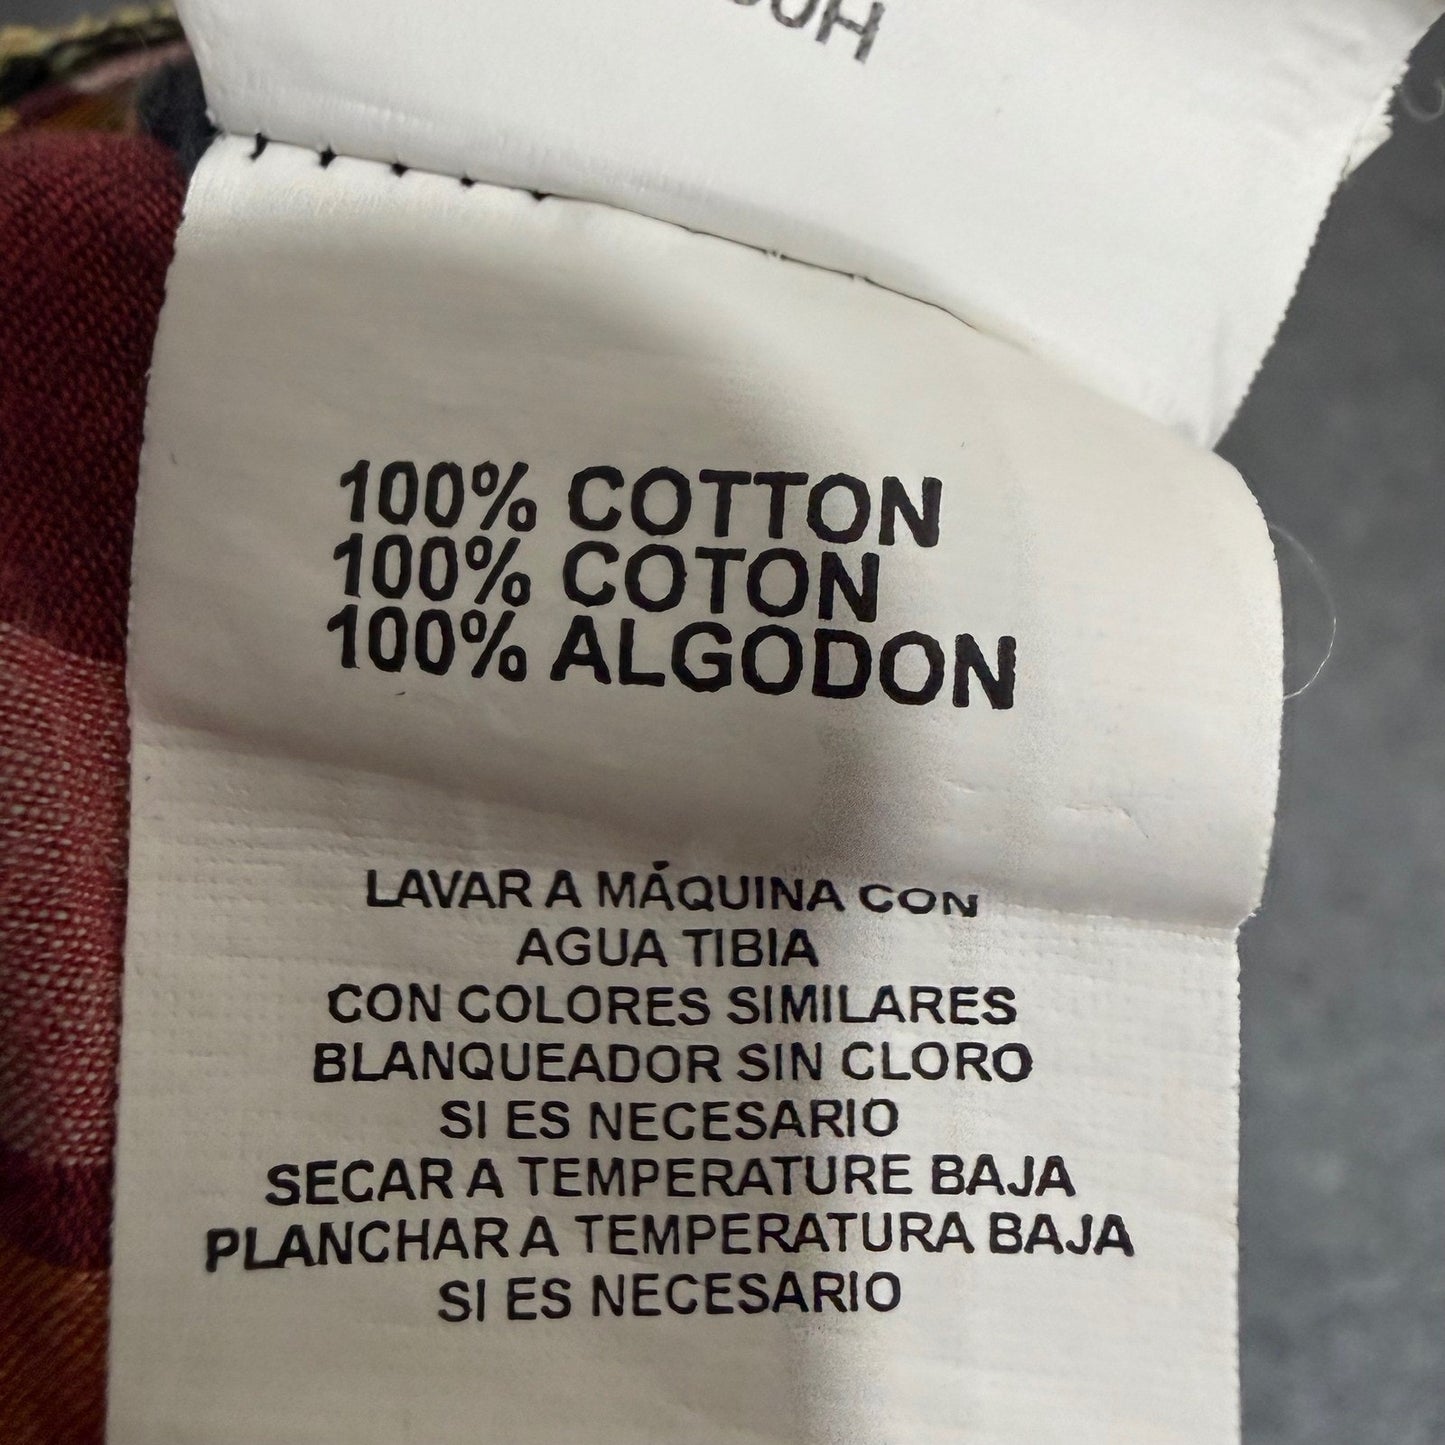 100% COTTON
100% COTON
100% ALGODON
LAVAR A MÁQUINA CON
AGUA TIBIA
CON COLORES SIMILARES
BLANQUEADOR SIN CLORO
SI ES NECESARIO
SECAR A TEMPERATURE BAJA
PLANCHAR A TEMPERATURA BAJA
SI ES NECESARIO